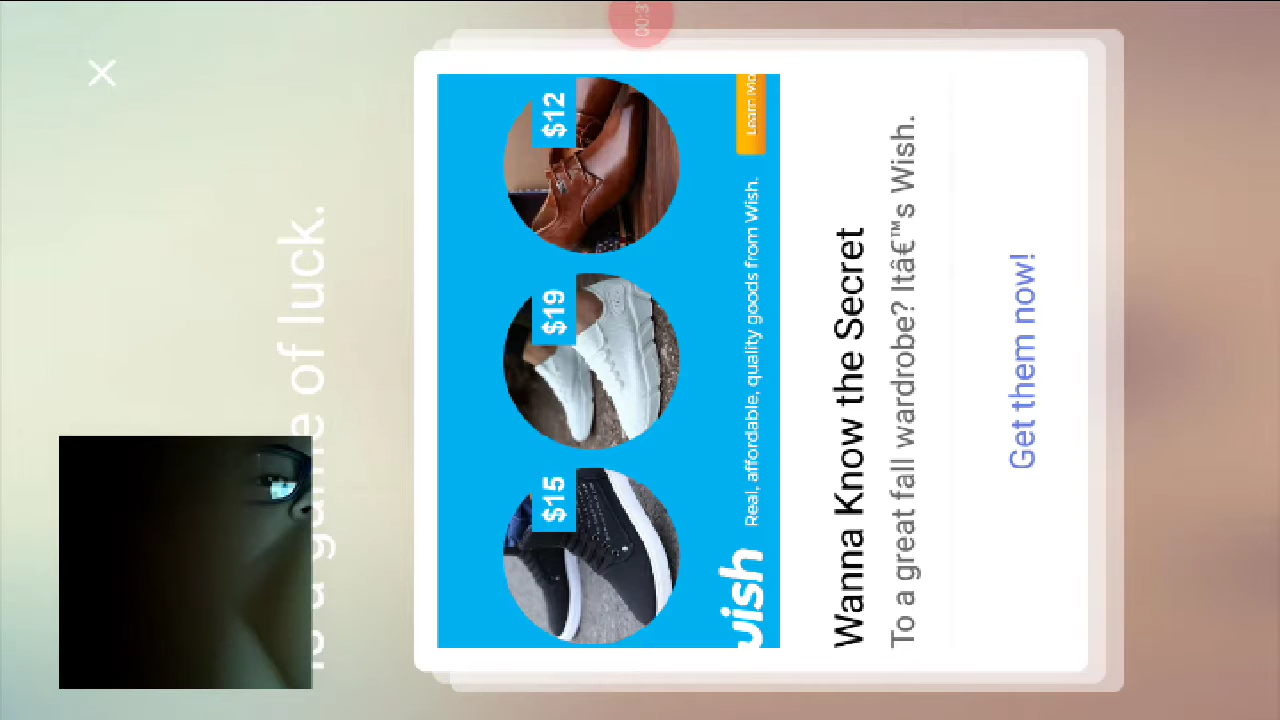 of luck.
$15 $19 $12
Real, affordable, quality goods from Wish.
Learn
Wanna Know the Secret
To a great fall wardrobe? Itâ€™s Wish.
Get them now!